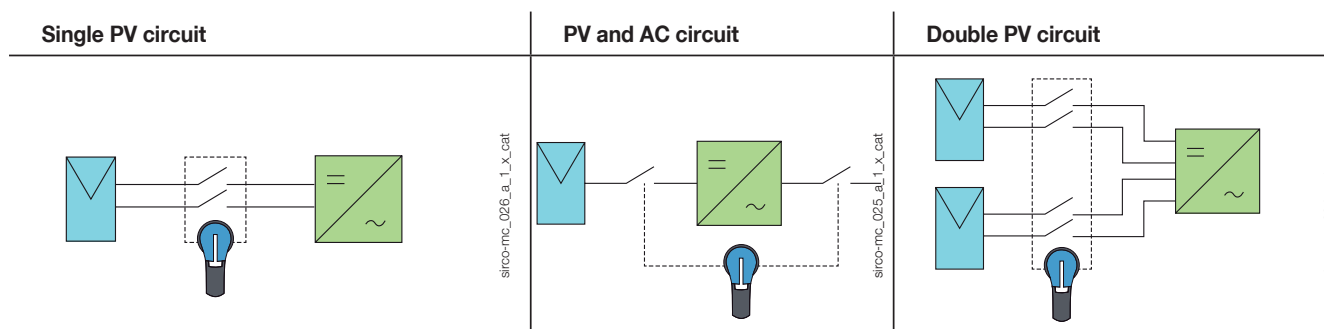 Single PV circuit
PV and AC circuit
Double PV circuit
sirco-mc_026_a_1_x_cat
sirco-mc_025_a_1_x_cat